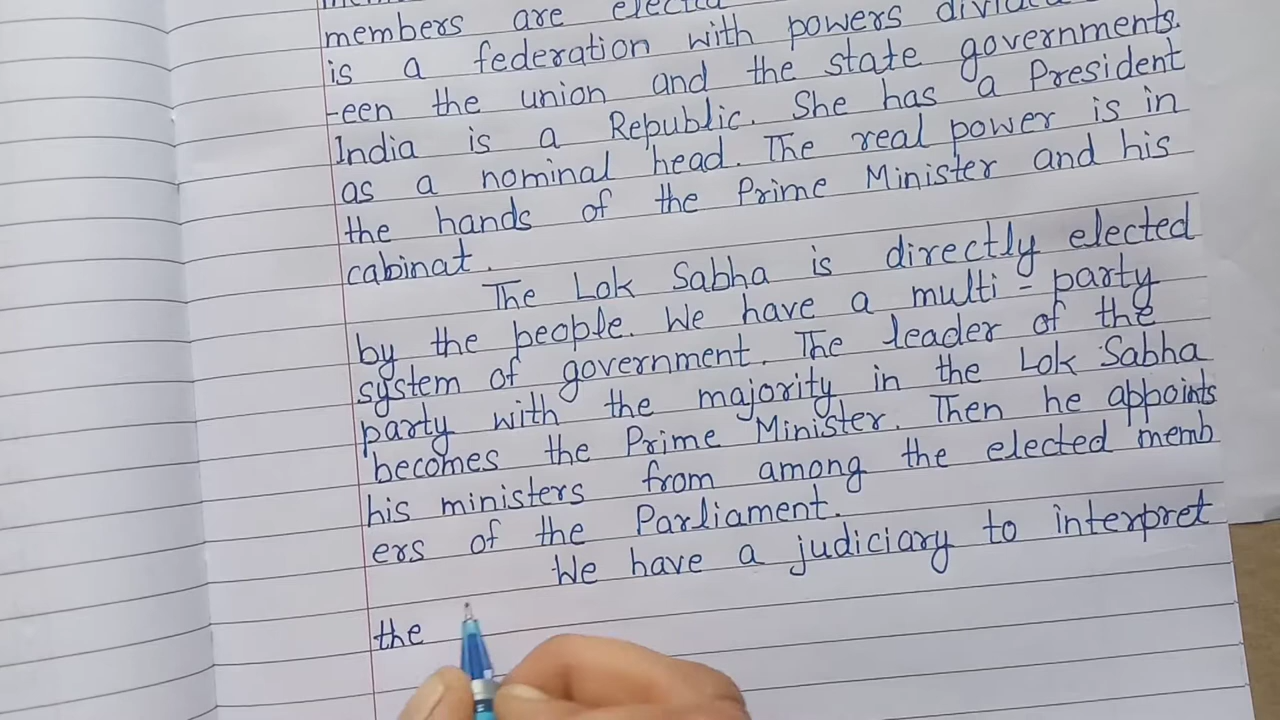 members are
is a federation with powers
-een the union and the state governments.
India is a Republic. She has a President
as a nominal head. The real power is in
the hands of the Prime Minister and his
cabinat.
The Lok Sabha is directly elected
by the people. We have a multi - party
system of government. The leader of the
party with the majority in the Lok Sabha
becomes the Prime Minister. Then he appoints
his ministers from among the elected memb
ers of the Parliament.
We have a judiciary to interpret
the